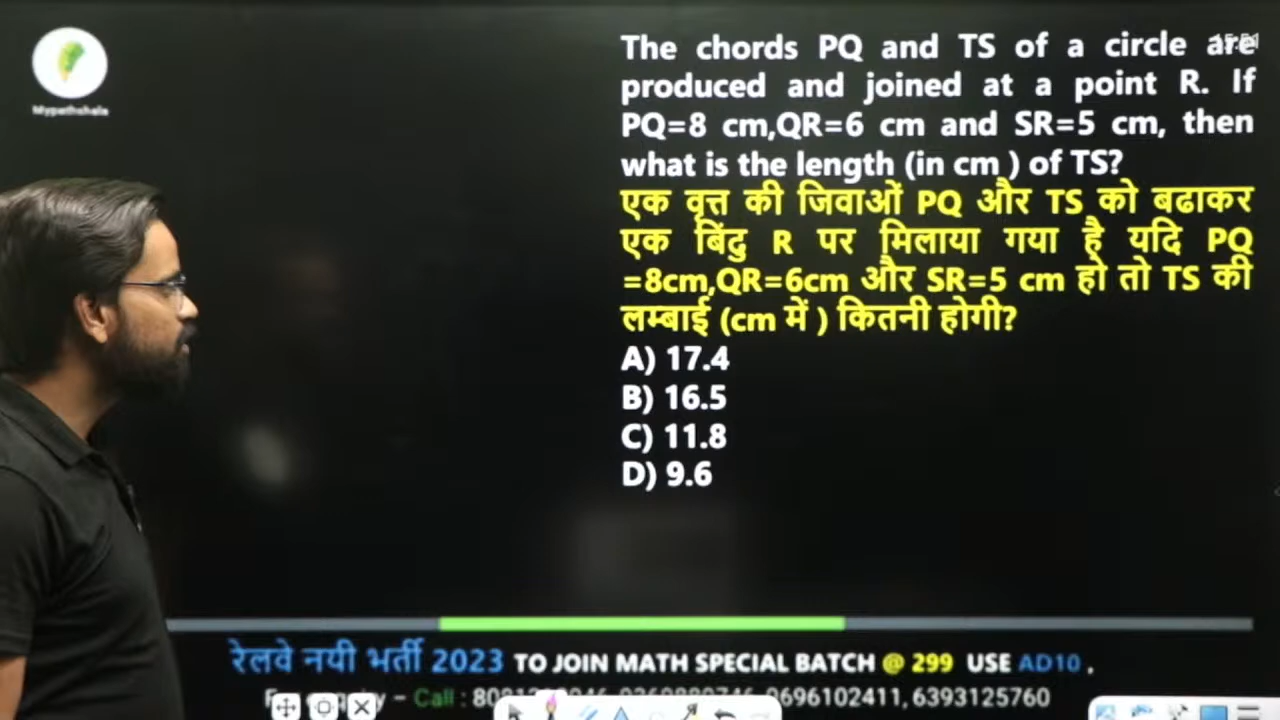 The chords PQ and TS of a circle are
produced and joined at a point R. If
PQ=8 cm,QR=6 cm and SR=5 cm, then
what is the length (in cm ) of TS?
एक वृत्त की जिवाओं PQ और TS को बढाकर
एक बिंदु R पर मिलाया गया है यदि PQ
=8cm,QR=6cm और SR=5 cm हो तो TS की
लम्बाई (cm में ) कितनी होगी?
A) 17.4
B) 16.5
C) 11.8
D) 9.6
Mypathshala
रेलवे नयी भर्ती 2023 TO JOIN MATH SPECIAL BATCH @ 299 USE AD10 .
– Call : 9696102411, 6393125760